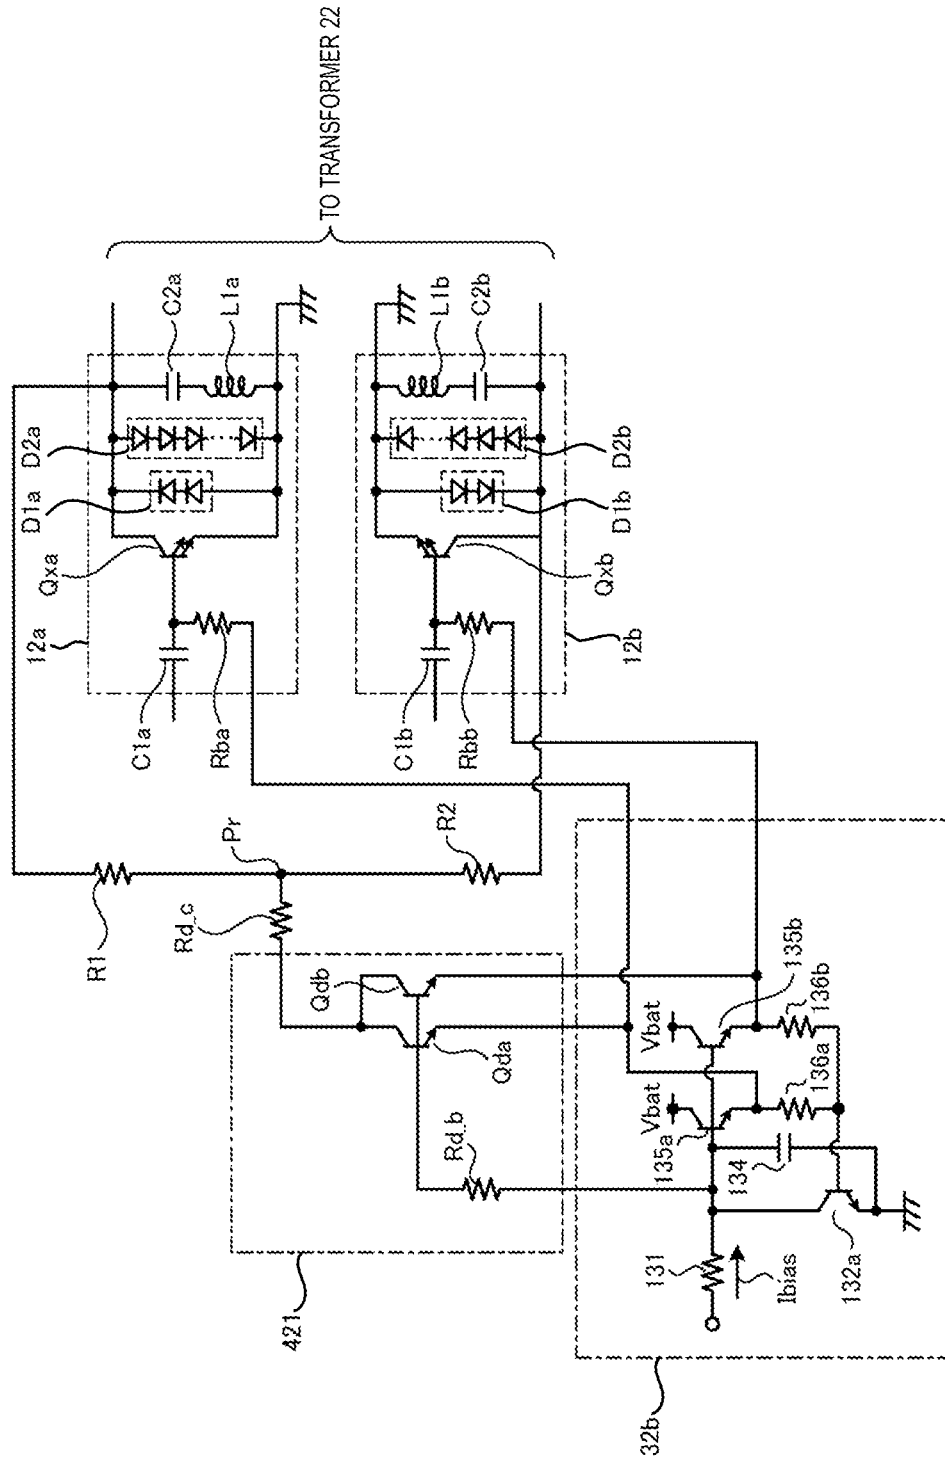 TO TRANSFORMER 22
C2a
L1a
L1b
C2b
D2a
D1a
D2b
D1b
Qxa
Qxb
12a
12b
C1a
Rba
C1b
Rbb
R1
Pr
R2
Rd_c
Qdb
Qda
Rd_b
421
Vbat
135b
136b
Vbat
136a
135a
134
131
Ibias
132a
32b